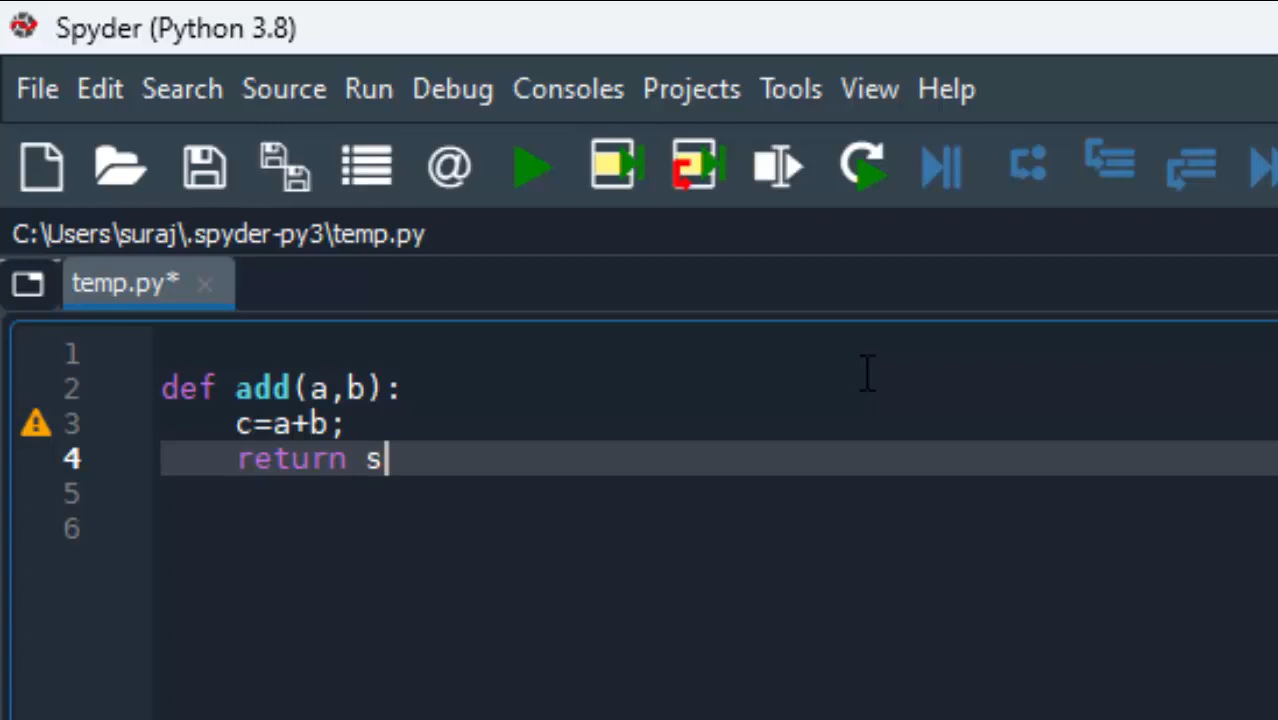 Spyder (Python 3.8)
File Edit Search Source Run Debug Consoles Projects Tools View Help
@
C:\Users\suraj\.spyder-py3\temp.py
temp.py*
1
2 def add(a,b):
3 c=a+b;
4 return s
5
6